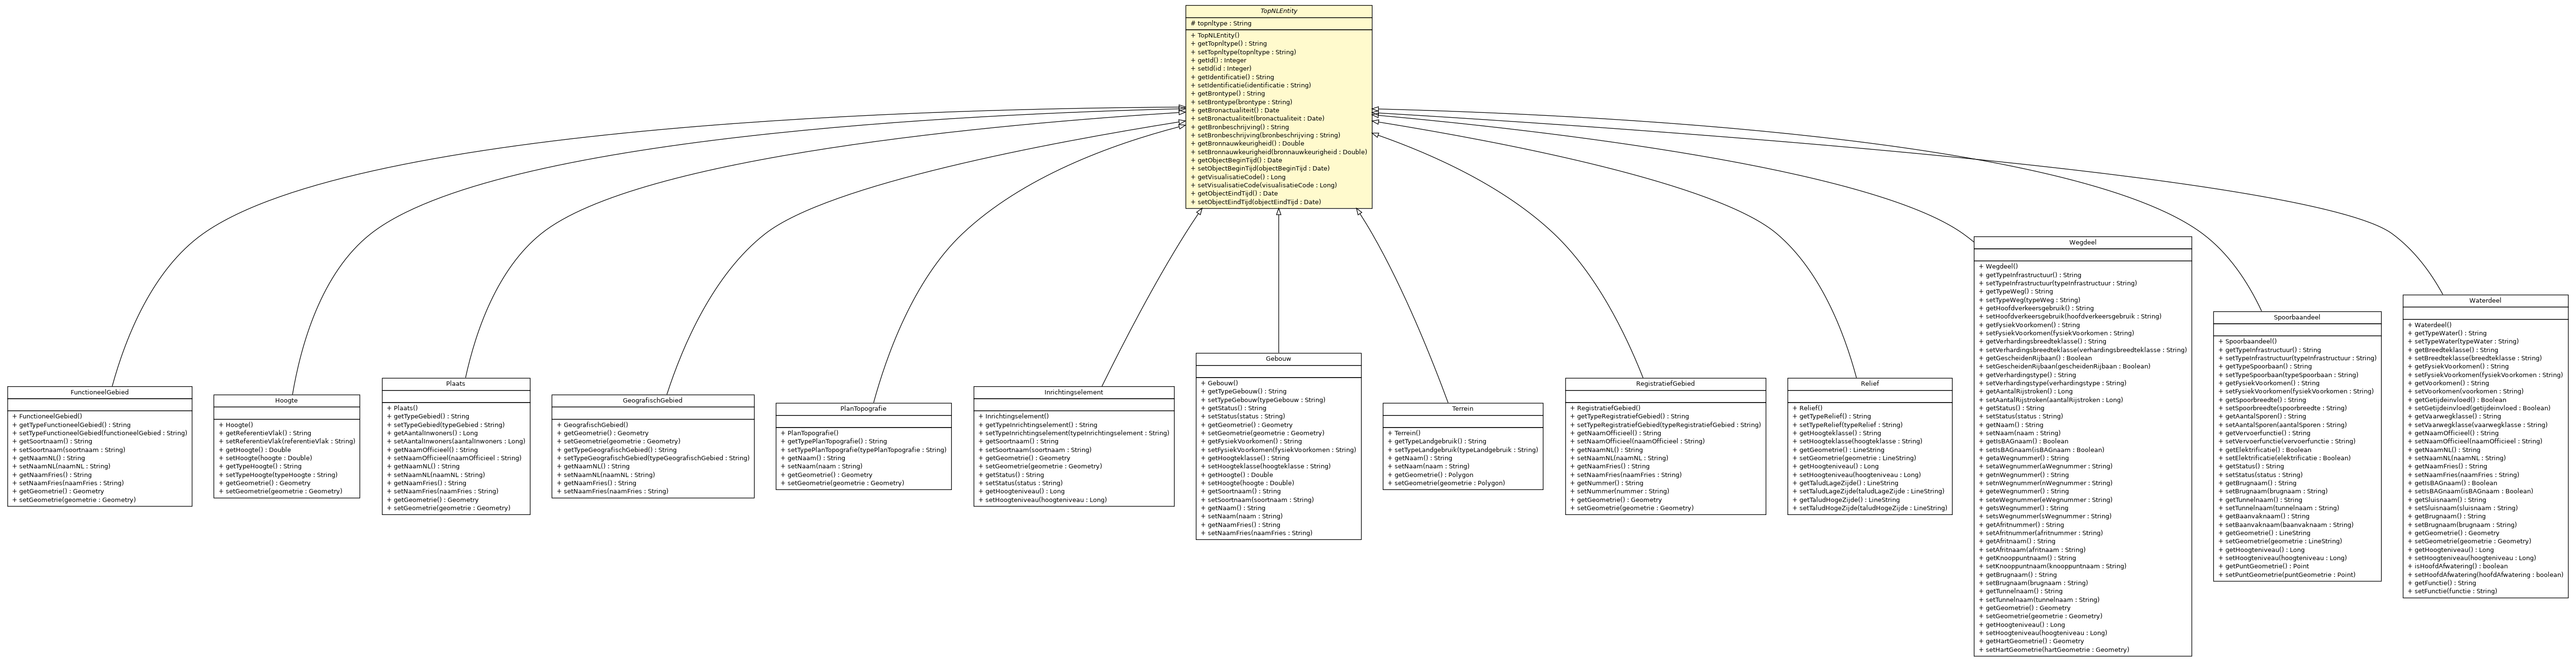 TopNLEntity
# topnltype : String
+ TopNLEntity()
+ getTopnltype() : String
+ setTopnltype(topnltype : String)
+ getId() : Integer
+ setId(id : Integer)
+ getIdentificatie() : String
+ setIdentificatie(identificatie : String)
+ getBrontype() : String
+ setBrontype(brontype : String)
+ getBronactualiteit() : Date
+ setBronactualiteit(bronactualiteit : Date)
+ getBronbeschrijving() : String
+ setBronbeschrijving(bronbeschrijving : String)
+ getBronnauwkeurigheid() : Double
+ setBronnauwkeurigheid(bronnauwkeurigheid : Double)
+ getObjectBeginTijd() : Date
+ setObjectBeginTijd(objectBeginTijd : Date)
+ getVisualisatieCode() : Long
+ setVisualisatieCode(visualisatieCode : Long)
+ getObjectEindTijd() : Date
+ setObjectEindTijd(objectEindTijd : Date)
FunctioneelGebied
+ FunctioneelGebied()
+ getTypeFunctioneelGebied() : String
+ setTypeFunctioneelGebied(functioneelGebied : String)
+ getSoortnaam() : String
+ setSoortnaam(soortnaam : String)
+ getNaamNL() : String
+ setNaamNL(naamNL : String)
+ getNaamFries() : String
+ setNaamFries(naamFries : String)
+ getGeometrie() : Geometry
+ setGeometrie(geometrie : Geometry)
Hoogte
+ Hoogte()
+ getReferentieVlak() : String
+ setReferentieVlak(referentieVlak : String)
+ getHoogte() : Double
+ setHoogte(hoogte : Double)
+ getTypeHoogte() : String
+ setTypeHoogte(typeHoogte : String)
+ getGeometrie() : Geometry
+ setGeometrie(geometrie : Geometry)
Plaats
+ Plaats()
+ getTypeGebied() : String
+ setTypeGebied(typeGebied : String)
+ getAantalInwoners() : Long
+ setAantalInwoners(aantalInwoners : Long)
+ getNaamOfficieel() : String
+ setNaamOfficieel(naamOfficieel : String)
+ getNaamNL() : String
+ setNaamNL(naamNL : String)
+ getNaamFries() : String
+ setNaamFries(naamFries : String)
+ getGeometrie() : Geometry
+ setGeometrie(geometrie : Geometry)
GeografischGebied
+ GeografischGebied()
+ getGeometrie() : Geometry
+ setGeometrie(geometrie : Geometry)
+ getTypeGeografischGebied() : String
+ setTypeGeografischGebied(typeGeografischGebied : String)
+ getNaamNL() : String
+ setNaamNL(naamNL : String)
+ getNaamFries() : String
+ setNaamFries(naamFries : String)
PlanTopografie
+ PlanTopografie()
+ getTypePlanTopografie() : String
+ setTypePlanTopografie(typePlanTopografie : String)
+ getNaam() : String
+ setNaam(naam : String)
+ getGeometrie() : Geometry
+ setGeometrie(geometrie : Geometry)
Inrichtingselement
+ Inrichtingselement()
+ getTypeInrichtingselement() : String
+ setTypeInrichtingselement(typeInrichtingselement : String)
+ getSoortnaam() : String
+ setSoortnaam(soortnaam : String)
+ getGeometrie() : Geometry
+ setGeometrie(geometrie : Geometry)
+ getStatus() : String
+ setStatus(status : String)
+ getHoogteniveau() : Long
+ setHoogteniveau(hoogteniveau : Long)
Gebouw
+ Gebouw()
+ getTypeGebouw() : String
+ setTypeGebouw(typeGebouw : String)
+ getStatus() : String
+ setStatus(status : String)
+ getGeometrie() : Geometry
+ setGeometrie(geometrie : Geometry)
+ getFysiekVoorkomen() : String
+ setFysiekVoorkomen(fysiekVoorkomen : String)
+ getHoogteklasse() : String
+ setHoogteklasse(hoogteklasse : String)
+ getHoogte() : Double
+ setHoogte(hoogte : Double)
+ getSoortnaam() : String
+ setSoortnaam(soortnaam : String)
+ getNaam() : String
+ setNaam(naam : String)
+ getNaamFries() : String
+ setNaamFries(naamFries : String)
Terrein
+ Terrein()
+ getTypeLandgebruik() : String
+ setTypeLandgebruik(typeLandgebruik : String)
+ getNaam() : String
+ setNaam(naam : String)
+ getGeometrie() : Polygon
+ setGeometrie(geometrie : Polygon)
RegistratiefGebied
+ RegistratiefGebied()
+ getTypeRegistratiefGebied() : String
+ setTypeRegistratiefGebied(typeRegistratiefGebied : String)
+ getNaamOfficieel() : String
+ setNaamOfficieel(naamOfficieel : String)
+ getNaamNL() : String
+ setNaamNL(naamNL : String)
+ getNaamFries() : String
+ setNaamFries(naamFries : String)
+ getNummer() : String
+ setNummer(nummer : String)
+ getGeometrie() : Geometry
+ setGeometrie(geometrie : Geometry)
Relief
+ Relief()
+ getTypeRelief() : String
+ setTypeRelief(typeRelief : String)
+ getHoogteklasse() : String
+ setHoogteklasse(hoogteklasse : String)
+ getGeometrie() : LineString
+ setGeometrie(geometrie : LineString)
+ getHoogteniveau() : Long
+ setHoogteniveau(hoogteniveau : Long)
+ getTaludLageZijde() : LineString
+ setTaludLageZijde(taludLageZijde : LineString)
+ getTaludHogeZijde() : LineString
+ setTaludHogeZijde(taludHogeZijde : LineString)
Wegdeel
+ Wegdeel()
+ getTypeInfrastructuur() : String
+ setTypeInfrastructuur(typeInfrastructuur : String)
+ getTypeWeg() : String
+ setTypeWeg(typeWeg : String)
+ getHoofdverkeersgebruik() : String
+ setHoofdverkeersgebruik(hoofdverkeersgebruik : String)
+ getFysiekVoorkomen() : String
+ setFysiekVoorkomen(fysiekVoorkomen : String)
+ getVerhardingsbreedteklasse() : String
+ setVerhardingsbreedteklasse(verhardingsbreedteklasse : String)
+ getGescheidenRijbaan() : Boolean
+ setGescheidenRijbaan(gescheidenRijbaan : Boolean)
+ getVerhardingstype() : String
+ setVerhardingstype(verhardingstype : String)
+ getAantalRijstroken() : Long
+ setAantalRijstroken(aantalRijstroken : Long)
+ getStatus() : String
+ setStatus(status : String)
+ getNaam() : String
+ setNaam(naam : String)
+ getIsBAGnaam() : Boolean
+ setIsBAGnaam(isBAGnaam : Boolean)
+ getaWegnummer() : String
+ setaWegnummer(aWegnummer : String)
+ getnWegnummer() : String
+ setnWegnummer(nWegnummer : String)
+ geteWegnummer() : String
+ seteWegnummer(eWegnummer : String)
+ getsWegnummer() : String
+ setsWegnummer(sWegnummer : String)
+ getAfritnummer() : String
+ setAfritnummer(afritnummer : String)
+ getAfritnaam() : String
+ setAfritnaam(afritnaam : String)
+ getKnooppuntnaam() : String
+ setKnooppuntnaam(knooppuntnaam : String)
+ getBrugnaam() : String
+ setBrugnaam(brugnaam : String)
+ getTunnelnaam() : String
+ setTunnelnaam(tunnelnaam : String)
+ getGeometrie() : Geometry
+ setGeometrie(geometrie : Geometry)
+ getHoogteniveau() : Long
+ setHoogteniveau(hoogteniveau : Long)
+ getHartGeometrie() : Geometry
+ setHartGeometrie(hartGeometrie : Geometry)
Spoorbaandeel
+ Spoorbaandeel()
+ getTypeInfrastructuur() : String
+ setTypeInfrastructuur(typeInfrastructuur : String)
+ getTypeSpoorbaan() : String
+ setTypeSpoorbaan(typeSpoorbaan : String)
+ getFysiekVoorkomen() : String
+ setFysiekVoorkomen(fysiekVoorkomen : String)
+ getSpoorbreedte() : String
+ setSpoorbreedte(spoorbreedte : String)
+ getAantalSporen() : String
+ setAantalSporen(aantalSporen : String)
+ getVervoerfunctie() : String
+ setVervoerfunctie(vervoerfunctie : String)
+ getElektrificatie() : Boolean
+ setElektrificatie(elektrificatie : Boolean)
+ getStatus() : String
+ setStatus(status : String)
+ getBrugnaam() : String
+ setBrugnaam(brugnaam : String)
+ getTunnelnaam() : String
+ setTunnelnaam(tunnelnaam : String)
+ getBaanvaknaam() : String
+ setBaanvaknaam(baanvaknaam : String)
+ getGeometrie() : LineString
+ setGeometrie(geometrie : LineString)
+ getHoogteniveau() : Long
+ setHoogteniveau(hoogteniveau : Long)
+ getPuntGeometrie() : Point
+ setPuntGeometrie(puntGeometrie : Point)
Waterdeel
+ Waterdeel()
+ getTypeWater() : String
+ setTypeWater(typeWater : String)
+ getBreedteklasse() : String
+ setBreedteklasse(breedteklasse : String)
+ getFysiekVoorkomen() : String
+ setFysiekVoorkomen(fysiekVoorkomen : String)
+ getVoorkomen() : String
+ setVoorkomen(voorkomen : String)
+ getGetijdeinvloed() : Boolean
+ setGetijdeinvloed(getijdeinvloed : Boolean)
+ getVaarwegklasse() : String
+ setVaarwegklasse(vaarwegklasse : String)
+ getNaamOfficieel() : String
+ setNaamOfficieel(naamOfficieel : String)
+ getNaamNL() : String
+ setNaamNL(naamNL : String)
+ getNaamFries() : String
+ setNaamFries(naamFries : String)
+ getIsBAGnaam() : Boolean
+ setIsBAGnaam(isBAGnaam : Boolean)
+ getSluisnaam() : String
+ setSluisnaam(sluisnaam : String)
+ getBrugnaam() : String
+ setBrugnaam(brugnaam : String)
+ getGeometrie() : Geometry
+ setGeometrie(geometrie : Geometry)
+ getHoogteniveau() : Long
+ setHoogteniveau(hoogteniveau : Long)
+ isHoofdAfwatering() : boolean
+ setHoofdAfwatering(hoofdAfwatering : boolean)
+ getFunctie() : String
+ setFunctie(functie : String)